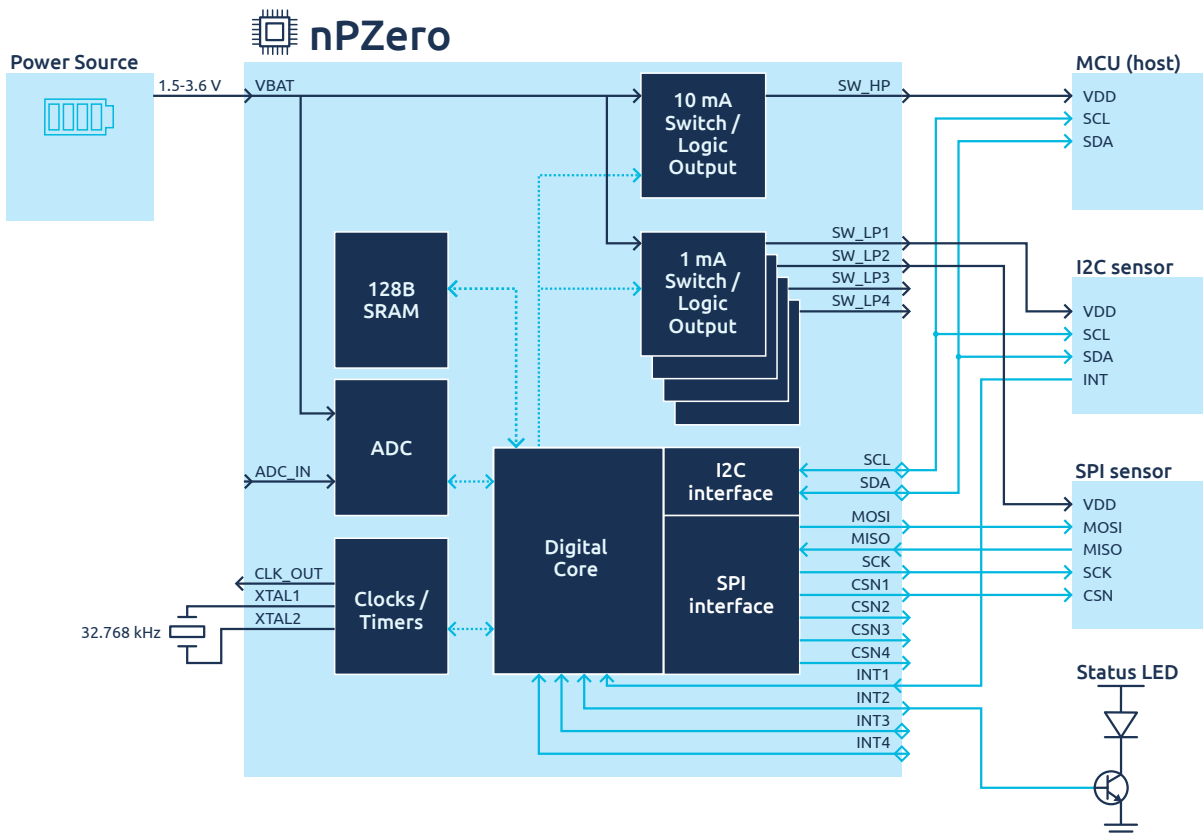 nPZero
Power Source
1.5-3.6 V
VBAT
10 mA
Switch /
Logic
Output
SW_HP
MCU (host)
VDD
SCL
SDA
128B
SRAM
1 mA
Switch /
Logic
Output
SW_LP1
SW_LP2
SW_LP3
SW_LP4
I2C sensor
VDD
SCL
SDA
INT
ADC
ADC_IN
Digital
Core
I2C
interface
SCL
SDA
SPI
interface
MOSI
MISO
SCK
CSN1
CSN2
CSN3
CSN4
INT1
INT2
INT3
INT4
SPI sensor
VDD
MOSI
MISO
SCK
CSN
Clocks /
Timers
CLK_OUT
XTAL1
XTAL2
32.768 kHz
Status LED